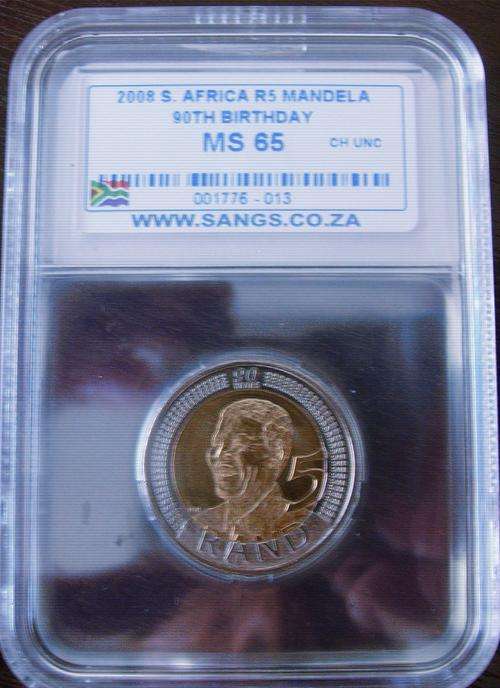 2008 S. AFRICA R5 MANDELA
90TH BIRTHDAY
MS 65 CH UNC
001776 - 013
WWW.SANGS.CO.ZA
90
5
RAND